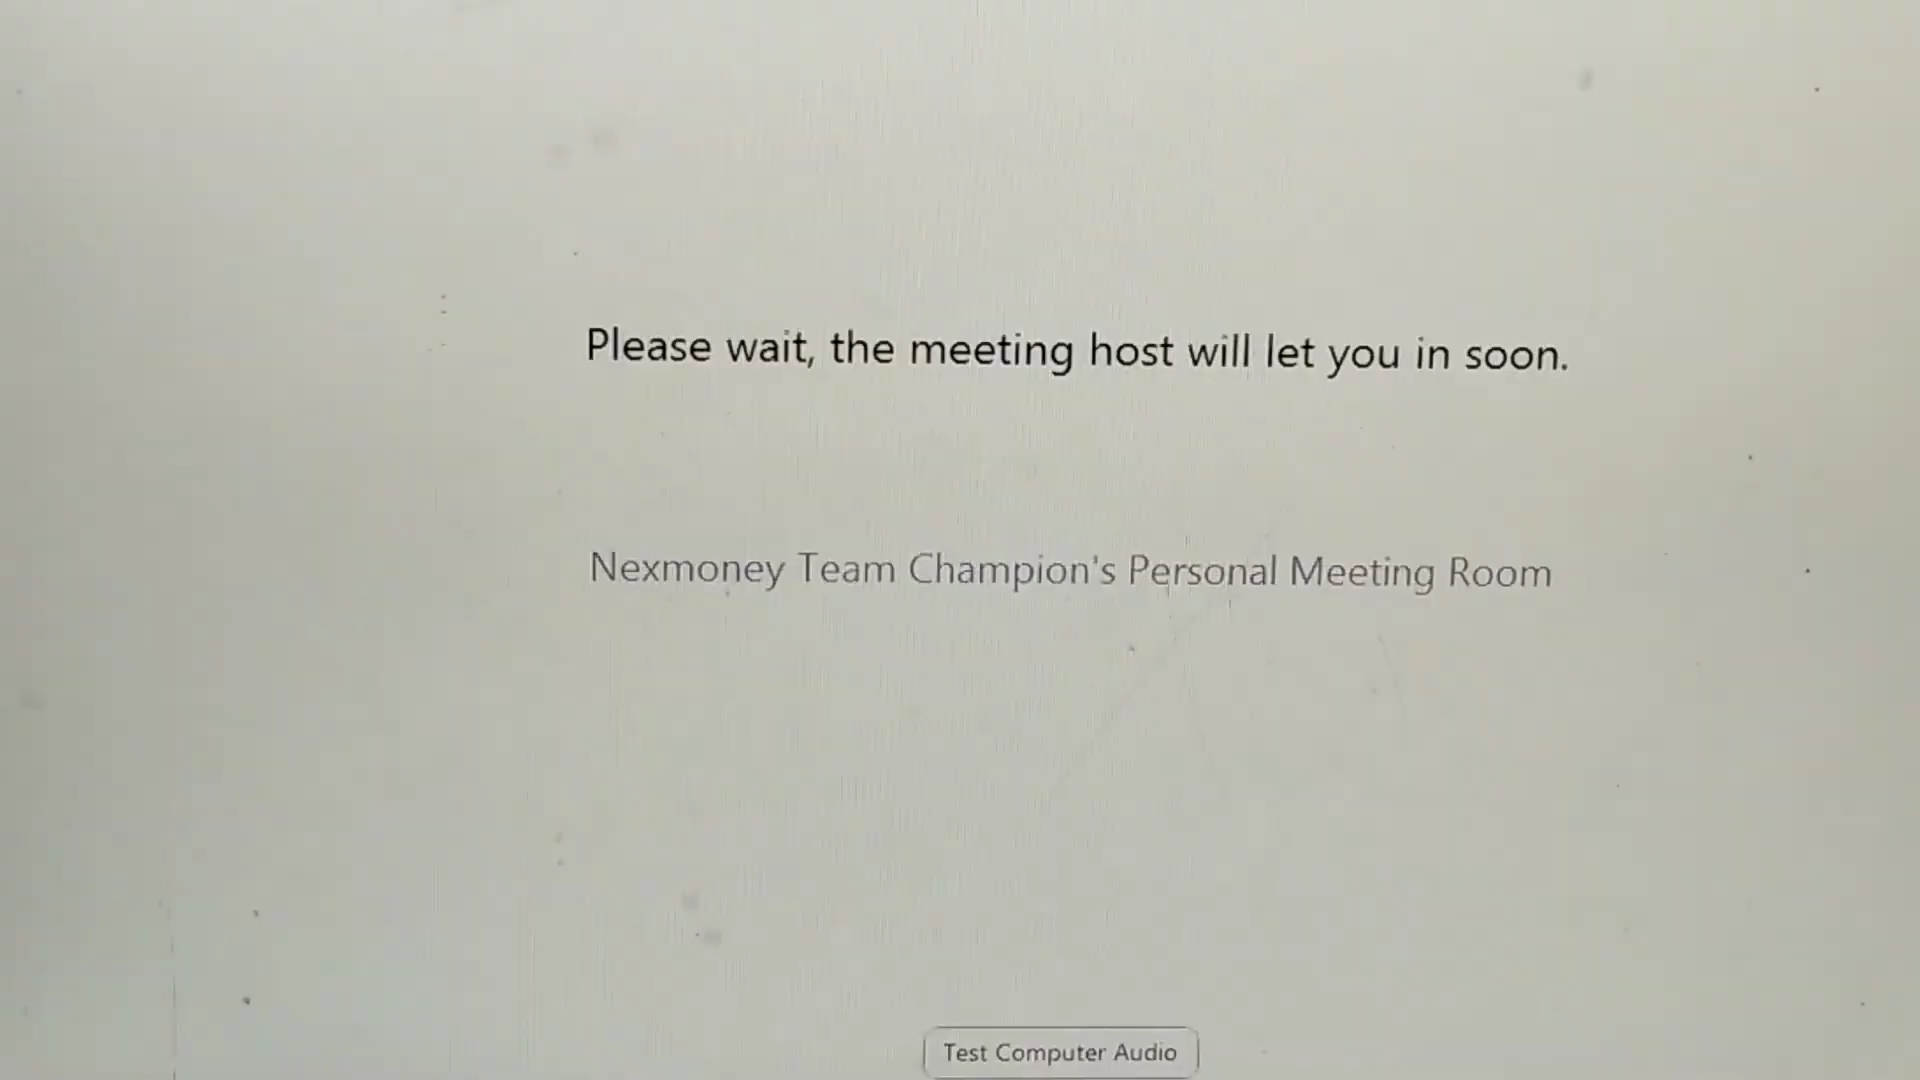 Please wait, the meeting host will let you in soon.
Nexmoney Team Champion's Personal Meeting Room
Test Computer Audio